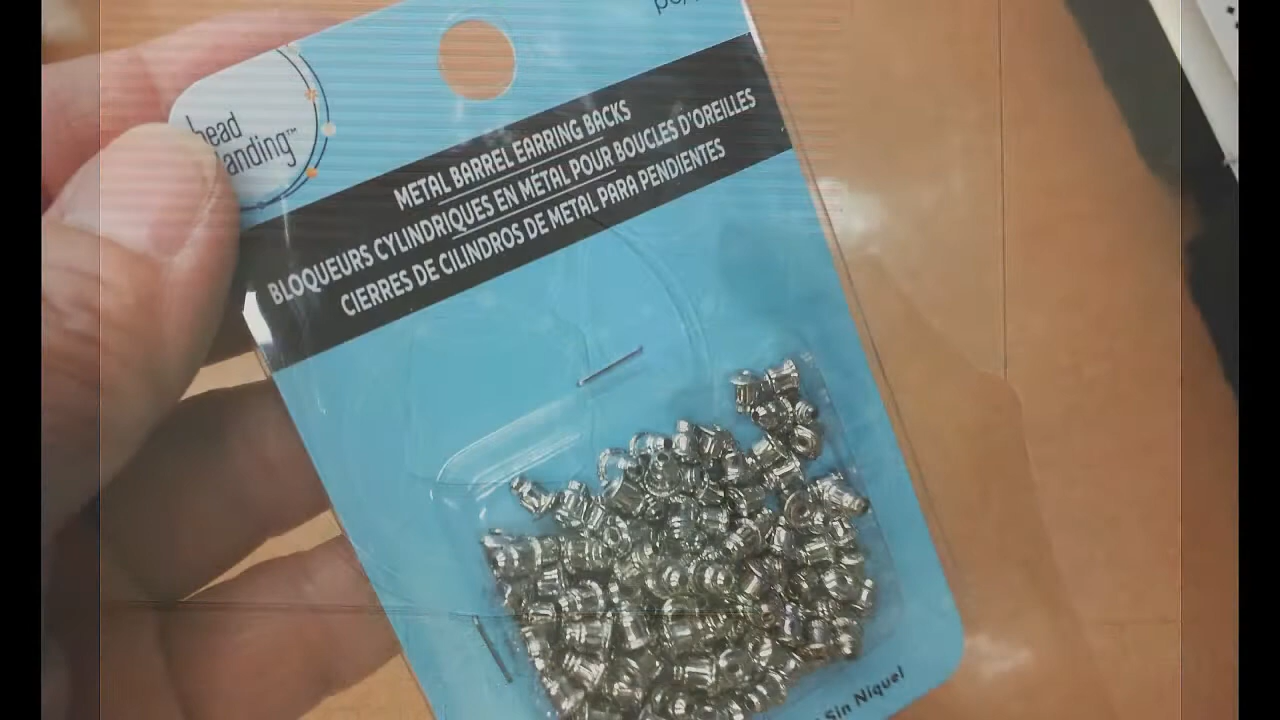 bead
landing™
METAL BARREL EARRING BACKS
BLOQUEURS CYLINDRIQUES EN MÉTAL POUR BOUCLES D'OREILLES
CIERRES DE CILINDROS DE METAL PARA PENDIENTES
Sin Níquel